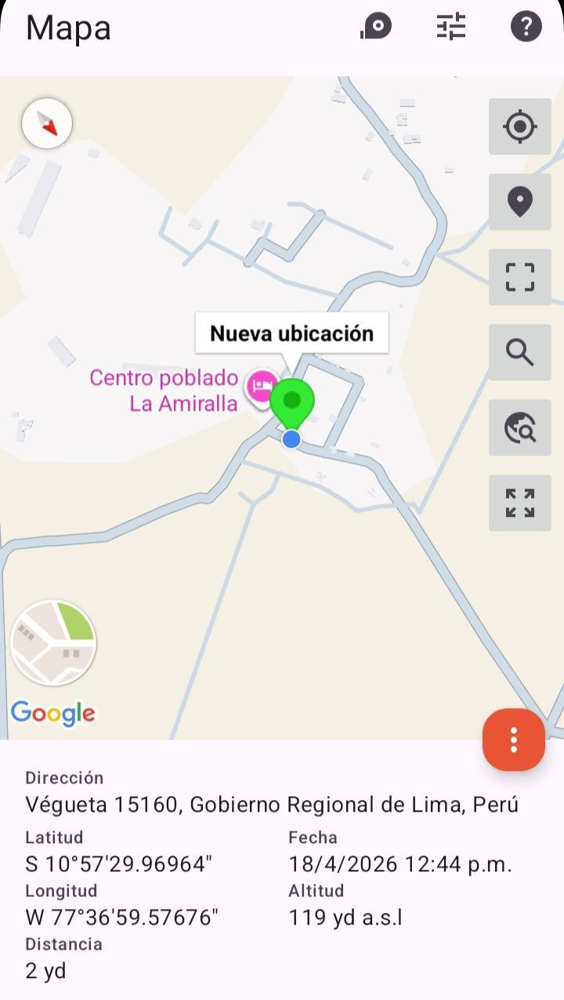 Mapa
Nueva ubicación
Centro poblado
La Amiralla
Google
Dirección
Végueta 15160, Gobierno Regional de Lima, Perú
Latitud
S 10°57'29.96964"
Fecha
18/4/2026 12:44 p.m.
Longitud
W 77°36'59.57676"
Altitud
119 yd a.s.l
Distancia
2 yd